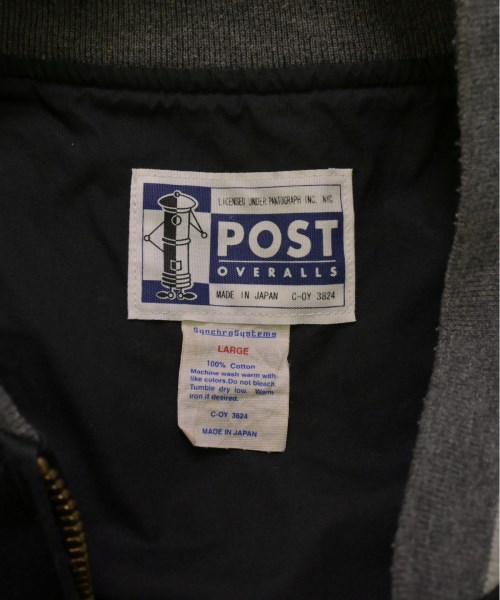 LICENSED UNDER PANTOGRAPH INC. NYC
POST
OVERALLS
MADE IN JAPAN C-OY 3824
SynchroSystems
LARGE
100% Cotton
Machine wash warm with
like colors.Do not bleach
Tumble dry low. Warm
iron if desired.
C-OY 3824
MADE IN JAPAN